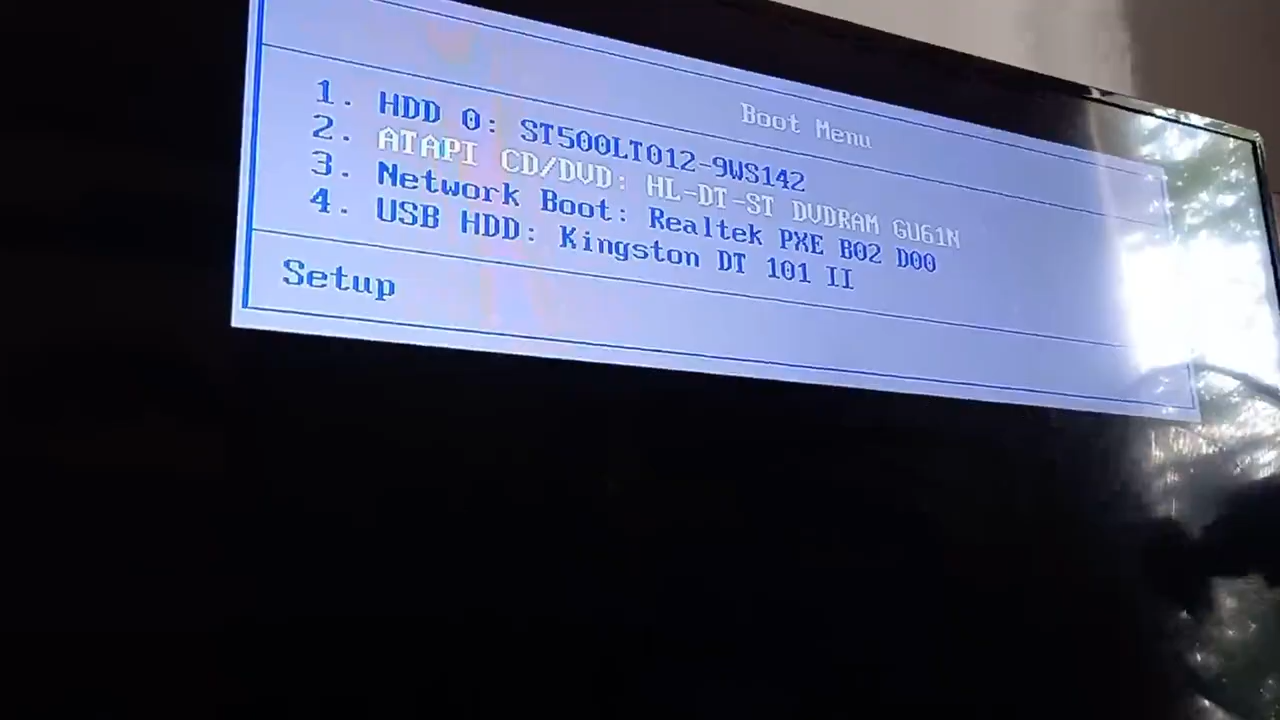 Boot Menu
1. HDD 0: ST500LT012-9WS142
2. ATAPI CD/DVD: HL-DT-ST DVDRAM GU61N
3. Network Boot: Realtek PXE B02 D00
4. USB HDD: Kingston DT 101 II
Setup